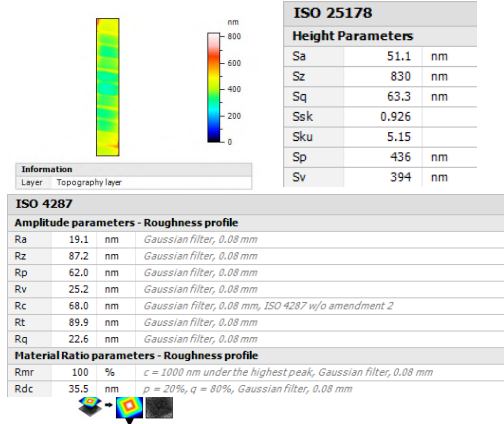 nm
800
600
400
200
0
Information
Layer Topography layer
ISO 25178
Height Parameters
Sa 51.1 nm
Sz 830 nm
Sq 63.3 nm
Ssk 0.926
Sku 5.15
Sp 436 nm
Sv 394 nm
ISO 4287
Amplitude parameters - Roughness profile
Ra 19.1 nm Gaussian filter, 0.08 mm
Rz 87.2 nm Gaussian filter, 0.08 mm
Rp 62.0 nm Gaussian filter, 0.08 mm
Rv 25.2 nm Gaussian filter, 0.08 mm
Rc 68.0 nm Gaussian filter, 0.08 mm, ISO 4287 w/o amendment 2
Rt 89.9 nm Gaussian filter, 0.08 mm
Rq 22.6 nm Gaussian filter, 0.08 mm
Material Ratio parameters - Roughness profile
Rmr 100 % c = 1000 nm under the highest peak, Gaussian filter, 0.08 mm
Rdc 35.5 nm p = 20%, q = 80%, Gaussian filter, 0.08 mm